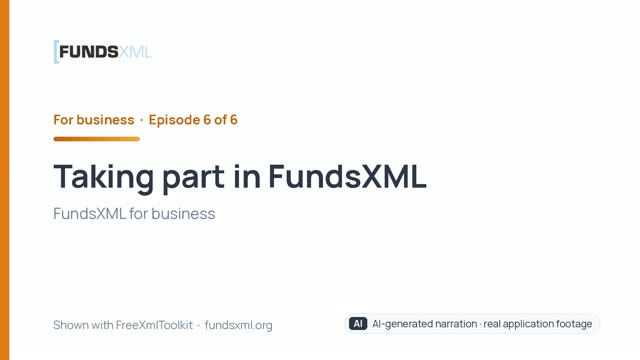 [FUNDSXML
For business · Episode 6 of 6
Taking part in FundsXML
FundsXML for business
Shown with FreeXmlToolkit · fundsxml.org
AI AI-generated narration · real application footage